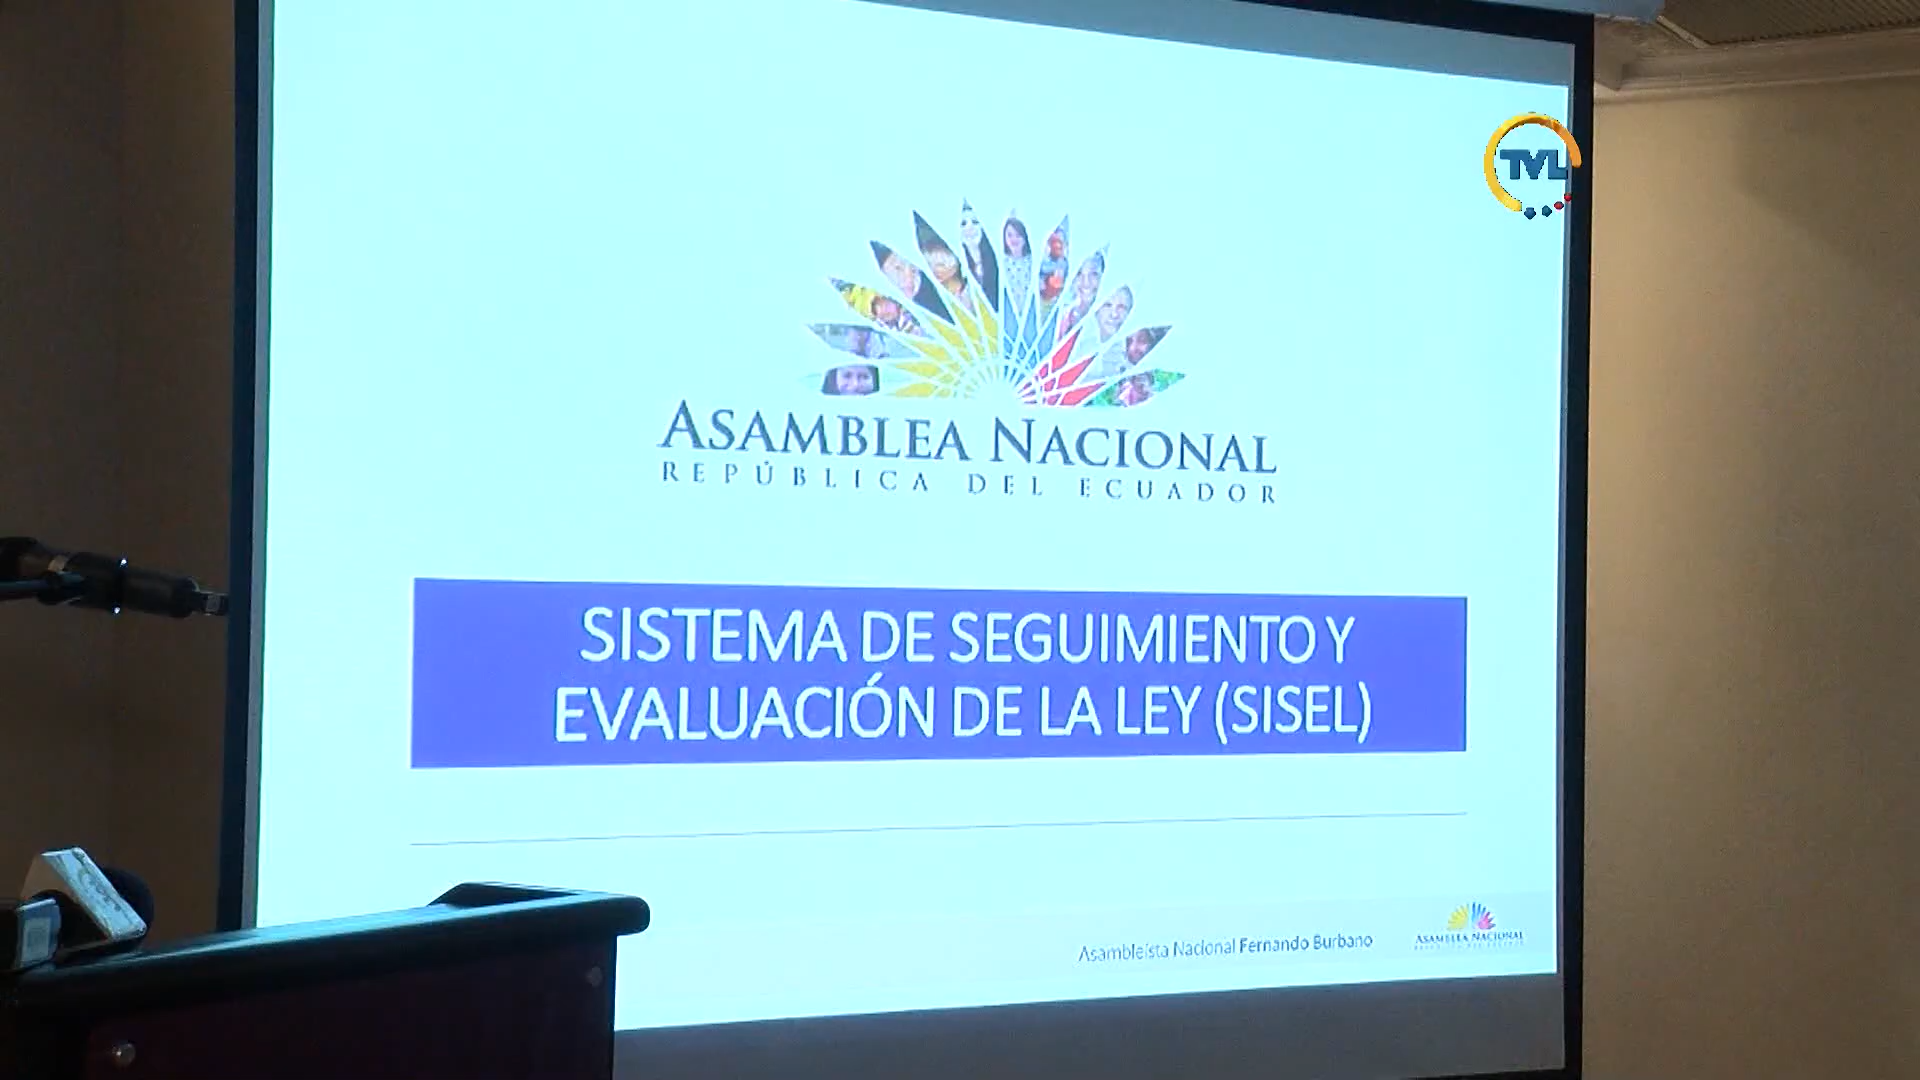 TVL
ASAMBLEA NACIONAL
REPÚBLICA DEL ECUADOR
SISTEMA DE SEGUIMIENTO Y
EVALUACIÓN DE LA LEY (SISEL)
Asambleísta Nacional Fernando Burbano
ASAMBLEA NACIONAL